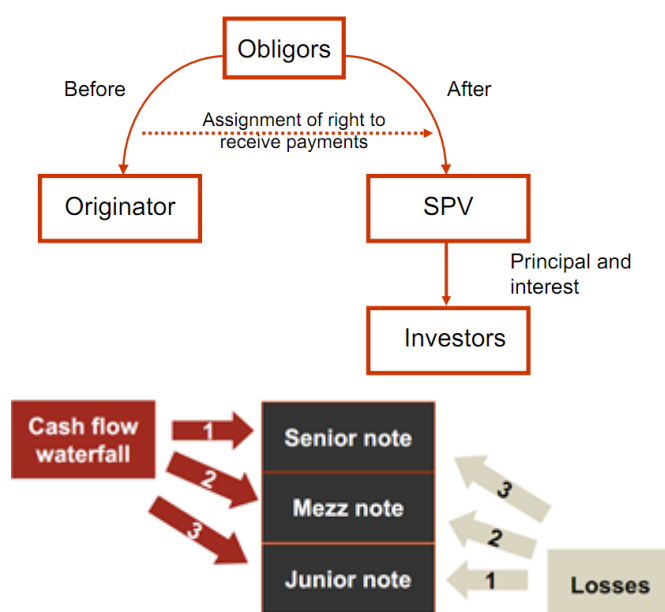 Obligors
Before
After
Assignment of right to
receive payments
Originator
SPV
Principal and
interest
Investors
Cash flow
waterfall
1
2
3
Senior note
Mezz note
Junior note
3
2
1
Losses